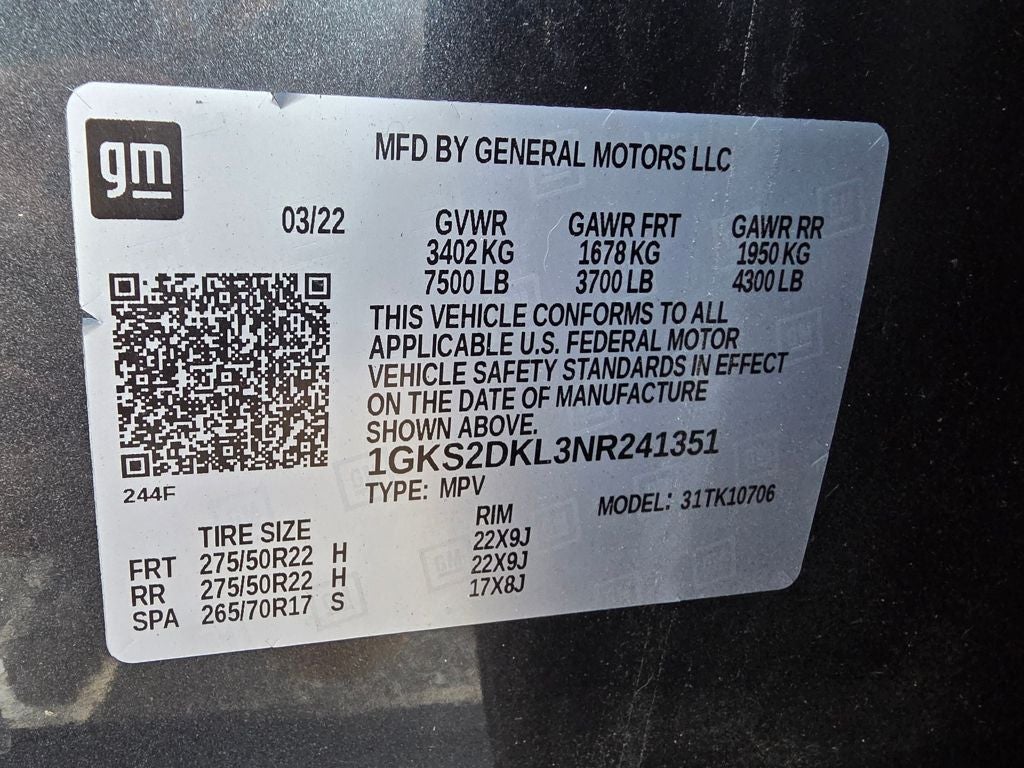 gm
MFD BY GENERAL MOTORS LLC
03/22 GVWR GAWR FRT GAWR RR
3402 KG 1678 KG 1950 KG
7500 LB 3700 LB 4300 LB
THIS VEHICLE CONFORMS TO ALL
APPLICABLE U.S. FEDERAL MOTOR
VEHICLE SAFETY STANDARDS IN EFFECT
ON THE DATE OF MANUFACTURE
SHOWN ABOVE.
1GKS2DKL3NR241351
244F
TYPE: MPV MODEL: 31TK10706
TIRE SIZE RIM
FRT 275/50R22 H 22X9J
RR 275/50R22 H 22X9J
SPA 265/70R17 S 17X8J